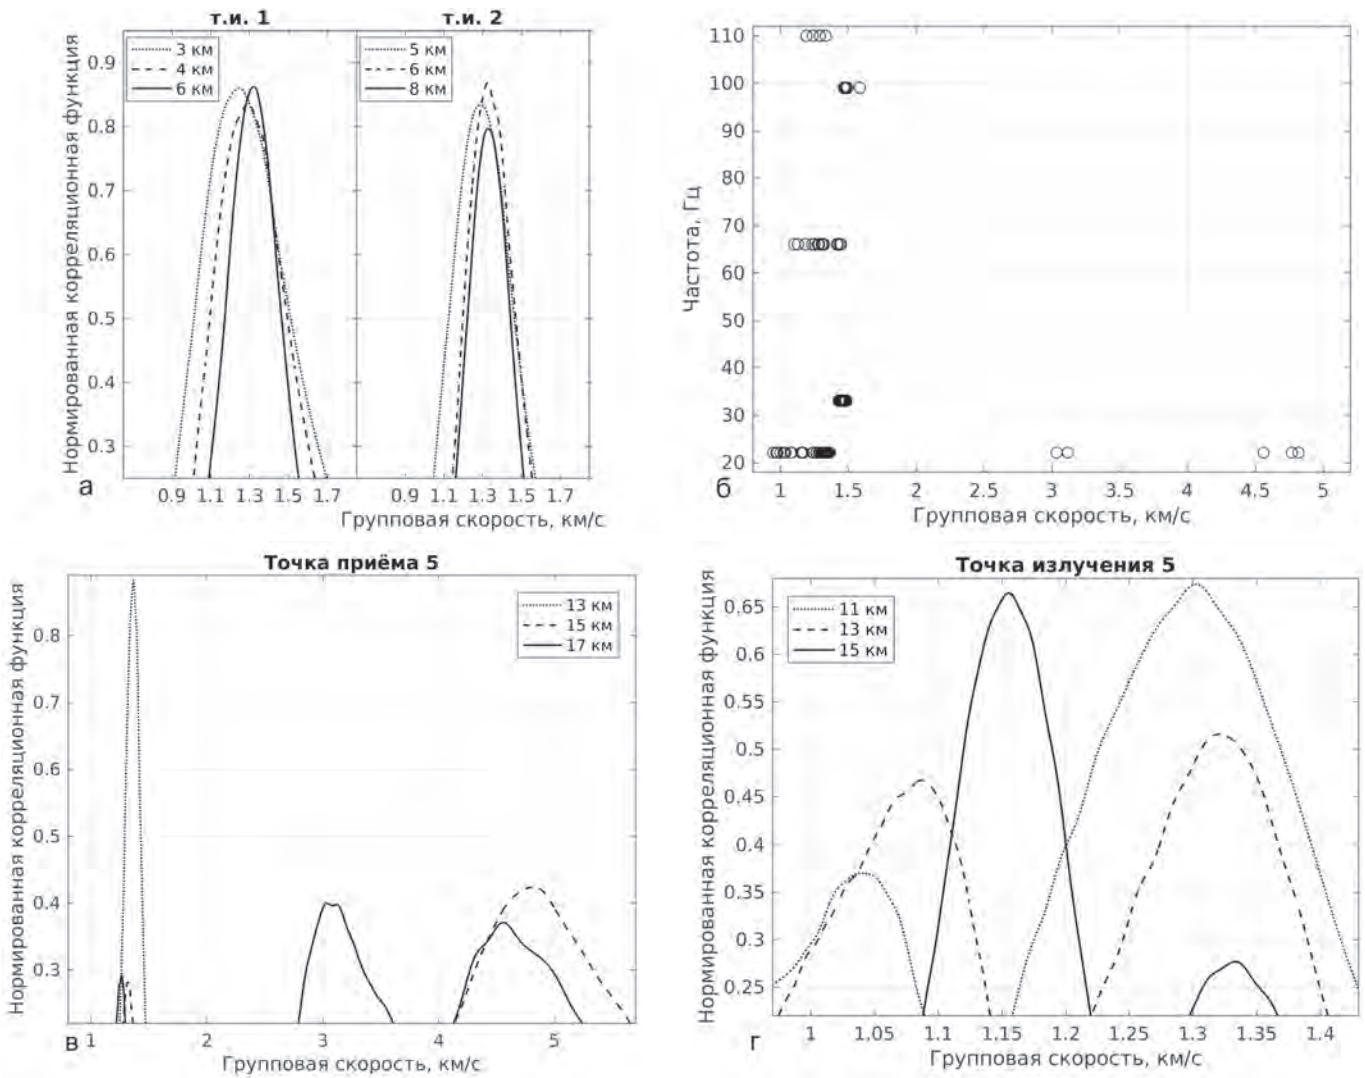 т.и. 1
т.и. 2
Нормированная корреляционная функция
0.9
0.8
0.7
0.6
0.5
0.4
0.3
3 км
4 км
6 км
5 км
6 км
8 км
0.9 1.1 1.3 1.5 1.7
0.9 1.1 1.3 1.5 1.7
Групповая скорость, км/с
а
Частота, Гц
110
100
90
80
70
60
50
40
30
20
1 1.5 2 2.5 3 3.5 4 4.5 5
Групповая скорость, км/с
б
Точка приёма 5
Нормированная корреляционная функция
0.8
0.7
0.6
0.5
0.4
0.3
13 км
15 км
17 км
1 2 3 4 5
Групповая скорость, км/с
в
Точка излучения 5
Нормированная корреляционная функция
0.65
0.6
0.55
0.5
0.45
0.4
0.35
0.3
0.25
11 км
13 км
15 км
1 1,05 1.1 1.15 1.2 1.25 1.3 1.35 1.4
Групповая скорость, км/с
г